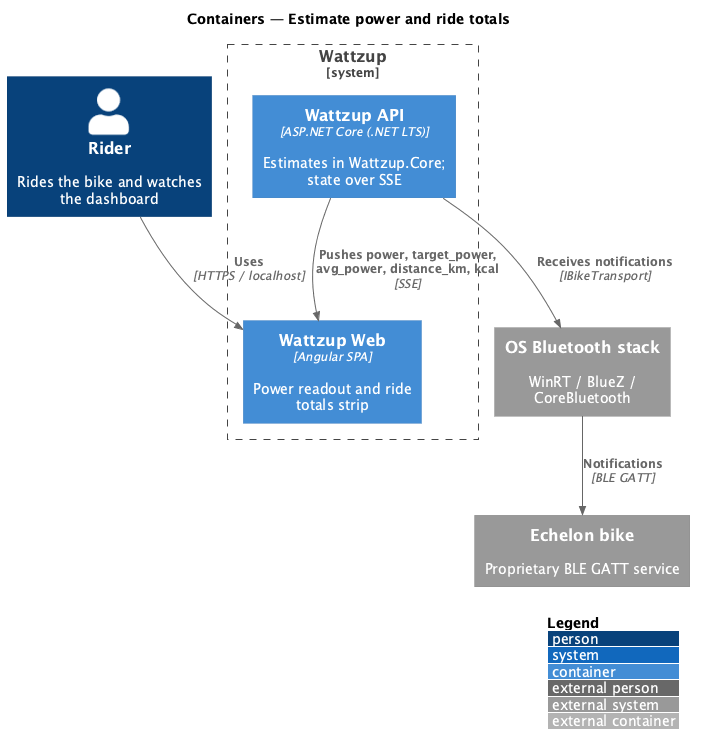 Containers — Estimate power and ride totals
Wattzup
[system]
Rider
Rides the bike and watches
the dashboard
Wattzup API
[ASP.NET Core (.NET LTS)]
Estimates in Wattzup.Core;
state over SSE
Uses
[HTTPS / localhost]
Pushes power, target_power,
avg_power, distance_km, kcal
[SSE]
Receives notifications
[IBikeTransport]
Wattzup Web
[Angular SPA]
Power readout and ride
totals strip
OS Bluetooth stack
WinRT / BlueZ /
CoreBluetooth
Notifications
[BLE GATT]
Echelon bike
Proprietary BLE GATT service
Legend
person
system
container
external person
external system
external container